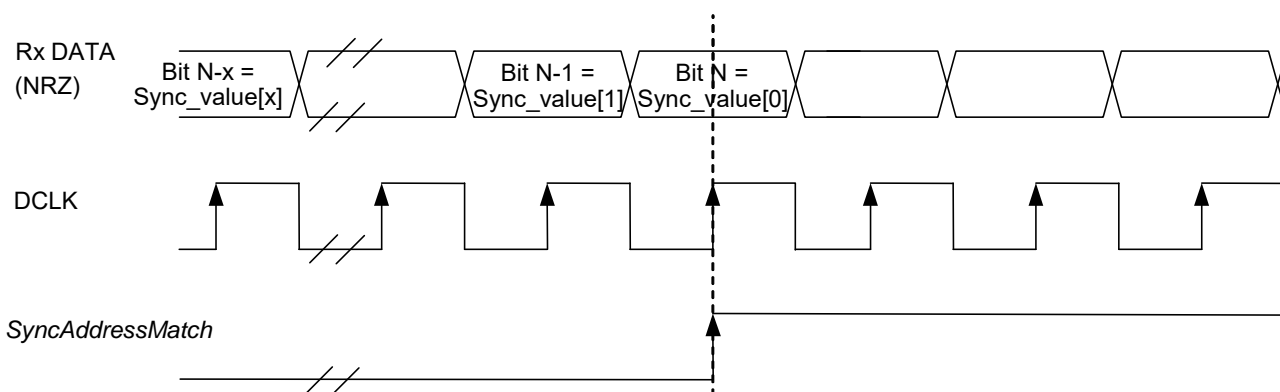 Rx DATA
(NRZ)
Bit N-x =
Sync_value[x]
Bit N-1 =
Sync_value[1]
Bit N =
Sync_value[0]
DCLK
SyncAddressMatch